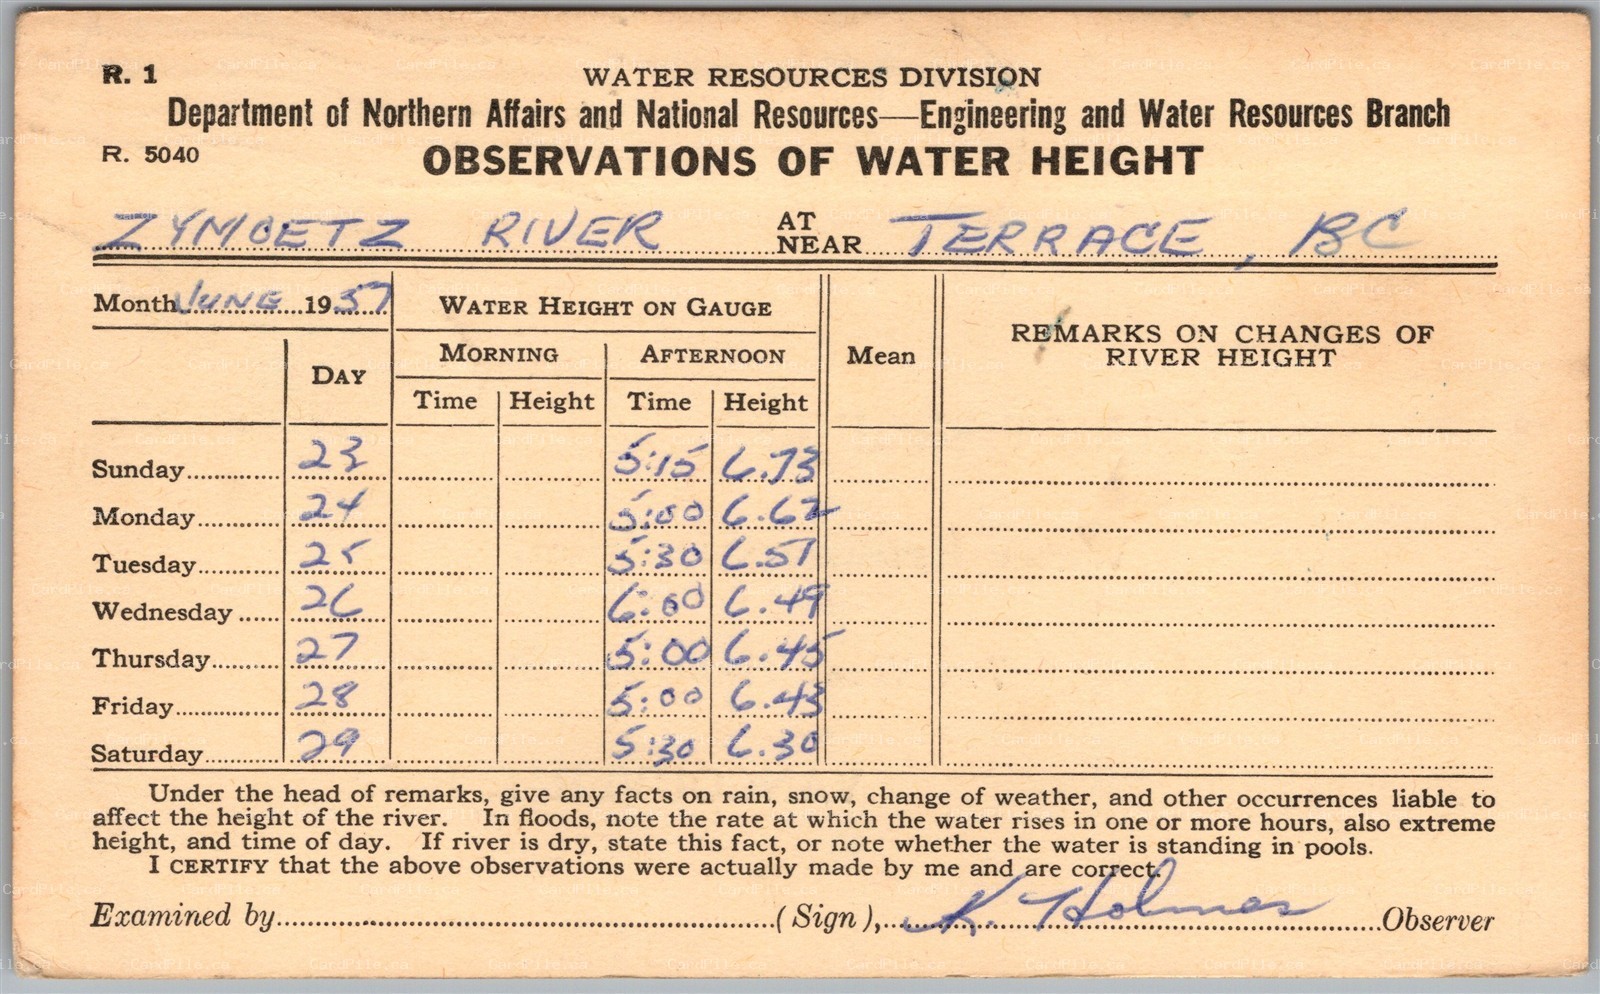 R. 1
WATER RESOURCES DIVISION
Department of Northern Affairs and National Resources—Engineering and Water Resources Branch
R. 5040
OBSERVATIONS OF WATER HEIGHT
ZYMOETZ RIVER AT NEAR TERRACE, BC
Month JUNE 1957
WATER HEIGHT ON GAUGE
REMARKS ON CHANGES OF
RIVER HEIGHT
DAY
MORNING AFTERNOON
Mean
Time Height Time Height
Sunday 23 5:15 6.73
Monday 24 5:00 6.62
Tuesday 25 5:30 6.57
Wednesday 26 6:00 6.49
Thursday 27 5:00 6.45
Friday 28 5:00 6.43
Saturday 29 5:30 6.30
Under the head of remarks, give any facts on rain, snow, change of weather, and other occurrences liable to
affect the height of the river. In floods, note the rate at which the water rises in one or more hours, also extreme
height, and time of day. If river is dry, state this fact, or note whether the water is standing in pools.
I CERTIFY that the above observations were actually made by me and are correct.
Examined by (Sign), K. Holmes Observer
CardPile.ca